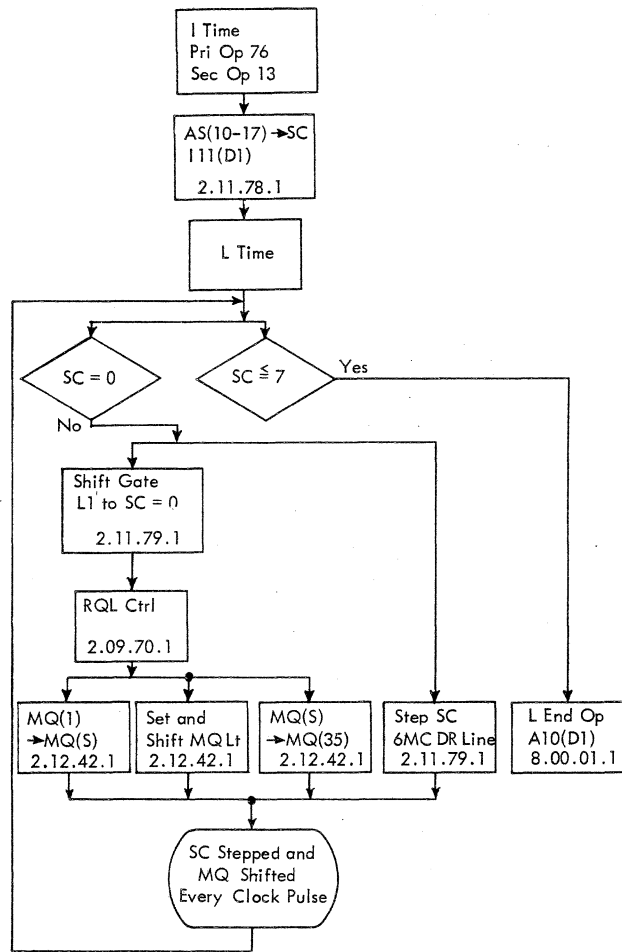 I Time
Pri Op 76
Sec Op 13
AS(10-17)→SC
I11(D1)
2.11.78.1
L Time
SC = 0
SC ≦ 7
Yes
No
Shift Gate
L1 to SC = 0
2.11.79.1
RQL Ctrl
2.09.70.1
MQ(1)
→MQ(S)
2.12.42.1
Set and
Shift MQ Lt
2.12.42.1
MQ(S)
→MQ(35)
2.12.42.1
Step SC
6MC DR Line
2.11.79.1
L End Op
A10(D1)
8.00.01.1
SC Stepped and
MQ Shifted
Every Clock Pulse